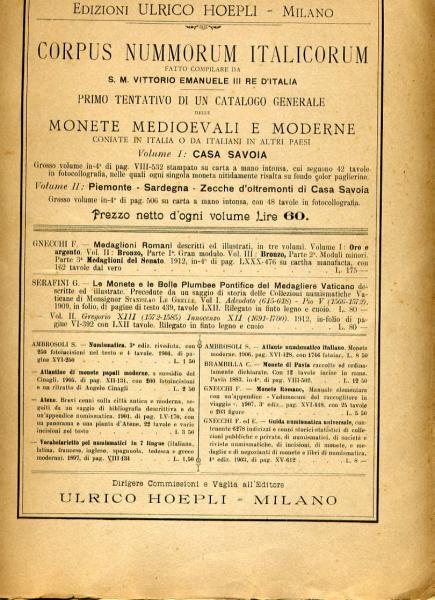 EDIZIONI ULRICO HOEPLI - MILANO
CORPUS NUMMORUM ITALICORUM
FATTO COMPILARE DA
S. M. VITTORIO EMANUELE III RE D'ITALIA
PRIMO TENTATIVO DI UN CATALOGO GENERALE
DELLE
MONETE MEDIOEVALI E MODERNE
CONIATE IN ITALIA O DA ITALIANI IN ALTRI PAESI
Volume I: CASA SAVOIA
Grosso volume in-4º di pag. VIII-532 stampato su carta a mano intonsa, cui seguono 42 tavole
in fotocollografia, nelle quali ogni singola moneta nitidamente risalta su fondo color paglierino.
Volume II: Piemonte - Sardegna - Zecche d'oltremonti di Casa Savoia
Grosso volume in-4º pag. 506 su carta a mano intonsa, con 48 tavole in fotocollografia.
Prezzo netto d'ogni volume Lire 60.
GNECCHI F. — Medaglioni Romani descritti ed illustrati, in tre volumi. Volume I: Oro e
argento. Vol. II: Bronzo, Parte 1ª. Gran modulo. Vol. III: Bronzo, Parte 2ª. Moduli minori.
Parte 3ª Medaglioni del Senato. 1912, in-4º di pag. LXXX-476 su cartha manufacta, con
162 tavole dal vero L. 175 —
SERAFINI G. — Le Monete e le Bolle Plumbee Pontifice del Medagliere Vaticano de-
scritte ed illustrate. Precedute da un saggio di storia delle Collezioni numismatiche Va-
ticane di Monsignor STANISLAO LE GRELLE. Vol I. Adeodato (615-618) - Pio V (1566-1572).
1909, in folio, di pagine di testo 439, tavole LXII. Rilegato in finto legno e cuoio. L. 80 —
— Vol. II. Gregorio XIII (1572-1585) Innocenzo XII (1691-1700). 1912, in-folio di pa-
gine VI-392 con LXII tavole. Rilegato in finto legno e cuoio L. 80 —
AMBROSOLI S. — Numismatica. 3ª ediz. riveduta, con
250 fotoincisioni nel testo e 4 tavole. 1904, di pa-
gine XVI-250 L. 1 50
— Atlantino di monete papali moderne, a sussidio del
Cinagli. 1905, di pag. XII-131, con 200 fotoincisioni
e un ritratto di Angelo Cinagli L. 2 50
— Atene. Brevi cenni sulla città antica e moderna, se-
guiti da un saggio di bibliografia descrittiva e da
un'appendice numismatica. 1901, di pag. LV-170, con
un panorama e una pianta d'Atene, 22 tavole e varie
incisioni nel testo L. 3 50
— Vocabolarietto pei numismatici in 7 lingue (italiana,
latina, francese, inglese, spagnuola, tedesca e greco
moderna). 1897, di pag. VIII-134 L. 1,50
AMBROSOLI S. — Atlante numismatico italiano. Monete
moderne. 1906, pag. XVI-428, con 1746 fotoinc. L. 8 50
BRAMBILLA C. — Monete di Pavia raccolte ed ordina-
tamente dichiarate. Con 12 tavole incise in rame.
Pavia 1883. in-4º, di pag. VIII-502. L. 12 50
GNECCHI F. — Monete Romane, Manuale elementare
con un'appendice - Vademecum del raccoglitore in
viaggio -. 1907, 3ª ediz., pag. XVI-418, con 25 tavole
e 203 figure L. 5 50
GNECCHI F. ed E. — Guida numismatica universale, con-
tenente 6278 indirizzi e cenni storici-statistici di colle-
zioni pubbliche e private, di numismatici, di società e
riviste numismatiche, di incisioni, di monete, e me-
daglie e di negozianti di monete e libri di numismatica.
4ª ediz. 1903, di pag. XV-612 L. 8 —
Dirigere Commissioni e Vaglia all'Editore
ULRICO HOEPLI - MILANO